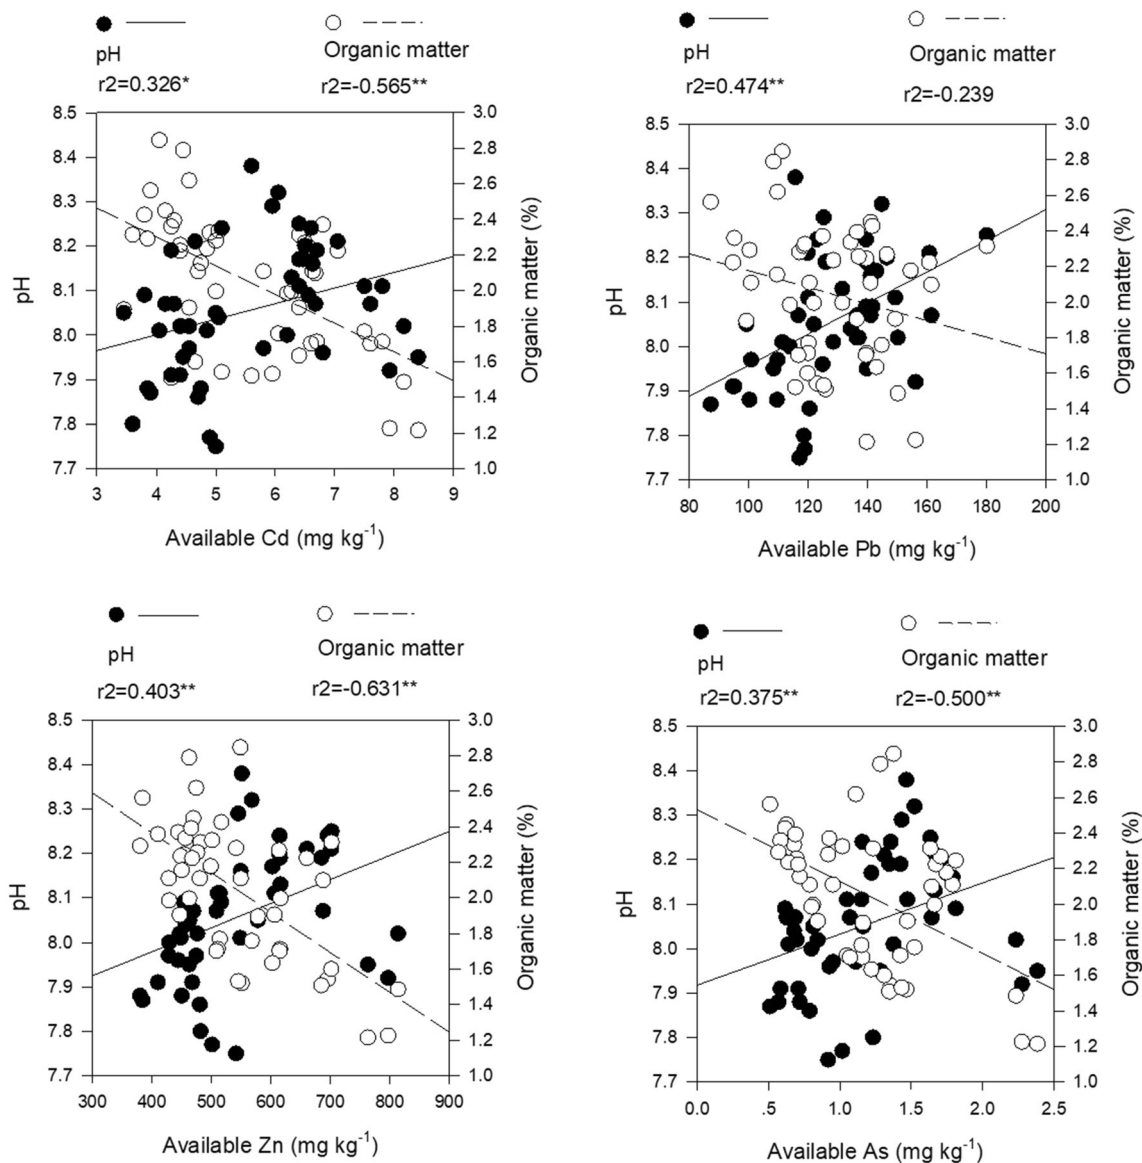 pH Organic matter
r2=0.326* r2=-0.565**
8.5 3.0
8.4 2.8
8.3 2.6
8.2 2.4
8.1 2.2
8.0 2.0
7.9 1.8
7.8 1.6
7.7 1.4
1.2
1.0
pH
Organic matter (%)
3 4 5 6 7 8 9
Available Cd (mg kg-1)
pH Organic matter
r2=0.474** r2=-0.239
8.5 3.0
8.4 2.8
8.3 2.6
8.2 2.4
8.1 2.2
8.0 2.0
7.9 1.8
7.8 1.6
7.7 1.4
1.2
1.0
pH
Organic matter (%)
80 100 120 140 160 180 200
Available Pb (mg kg-1)
pH Organic matter
r2=0.403** r2=-0.631**
8.5 3.0
8.4 2.8
8.3 2.6
8.2 2.4
8.1 2.2
8.0 2.0
7.9 1.8
7.8 1.6
7.7 1.4
1.2
1.0
pH
Organic matter (%)
300 400 500 600 700 800 900
Available Zn (mg kg-1)
pH Organic matter
r2=0.375** r2=-0.500**
8.5 3.0
8.4 2.8
8.3 2.6
8.2 2.4
8.1 2.2
8.0 2.0
7.9 1.8
7.8 1.6
7.7 1.4
1.2
1.0
pH
Organic matter (%)
0.0 .5 1.0 1.5 2.0 2.5
Available As (mg kg-1)